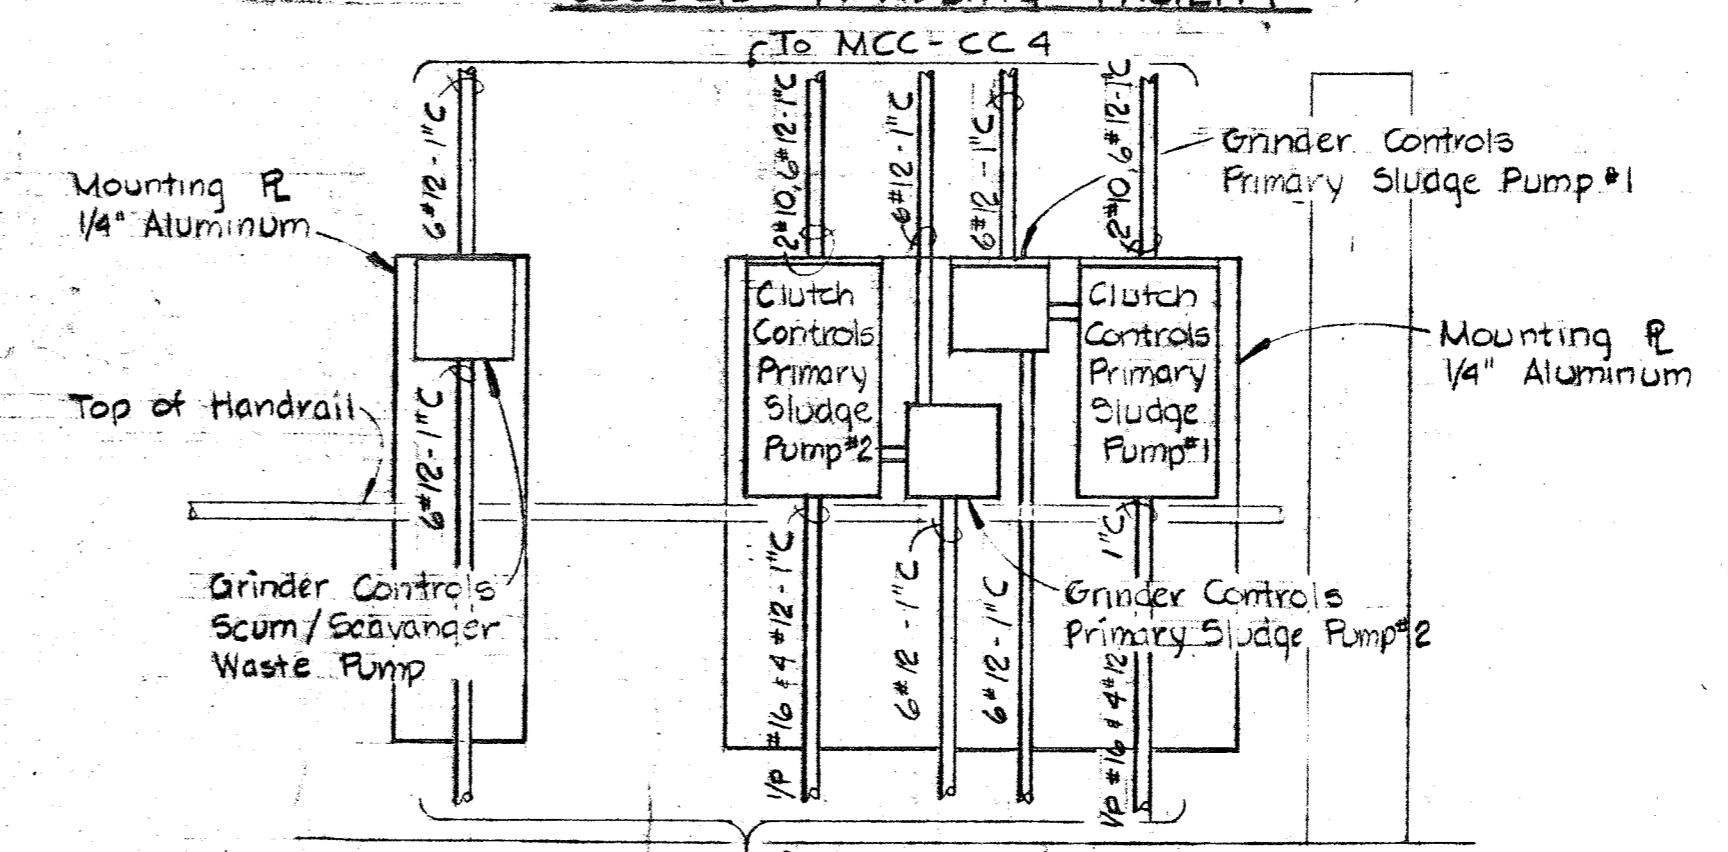 To MCC - CC 4
6#12 - 1"C
2#10, 6#12 - 1"C
6#12 - 1"C
6#12 - 1"C
2#10, 6#12 - 1"C
Grinder Controls
Primary Sludge Pump #1
Mounting PL
1/4" Aluminum
Clutch
Controls
Primary
Sludge
Pump #2
Clutch
Controls
Primary
Sludge
Pump #1
Mounting PL
1/4" Aluminum
Top of Handrail
6#12 - 1"C
Grinder Controls
Scum/Scavanger
Waste Pump
1/P #16 & 4#12 - 1"C
6#12 - 1"C
6#12 - 1"C
1/P #16 & 4#12 1"C
Grinder Controls
Primary Sludge Pump #2